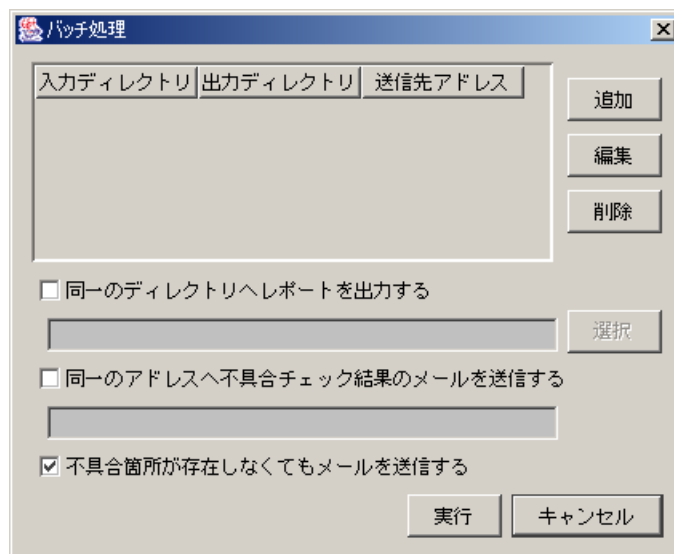 バッチ処理
入力ディレクトリ 出力ディレクトリ 送信先アドレス
追加
編集
削除
同一のディレクトリへレポートを出力する
選択
同一のアドレスへ不具合チェック結果のメールを送信する
不具合箇所が存在しなくてもメールを送信する
実行 キャンセル